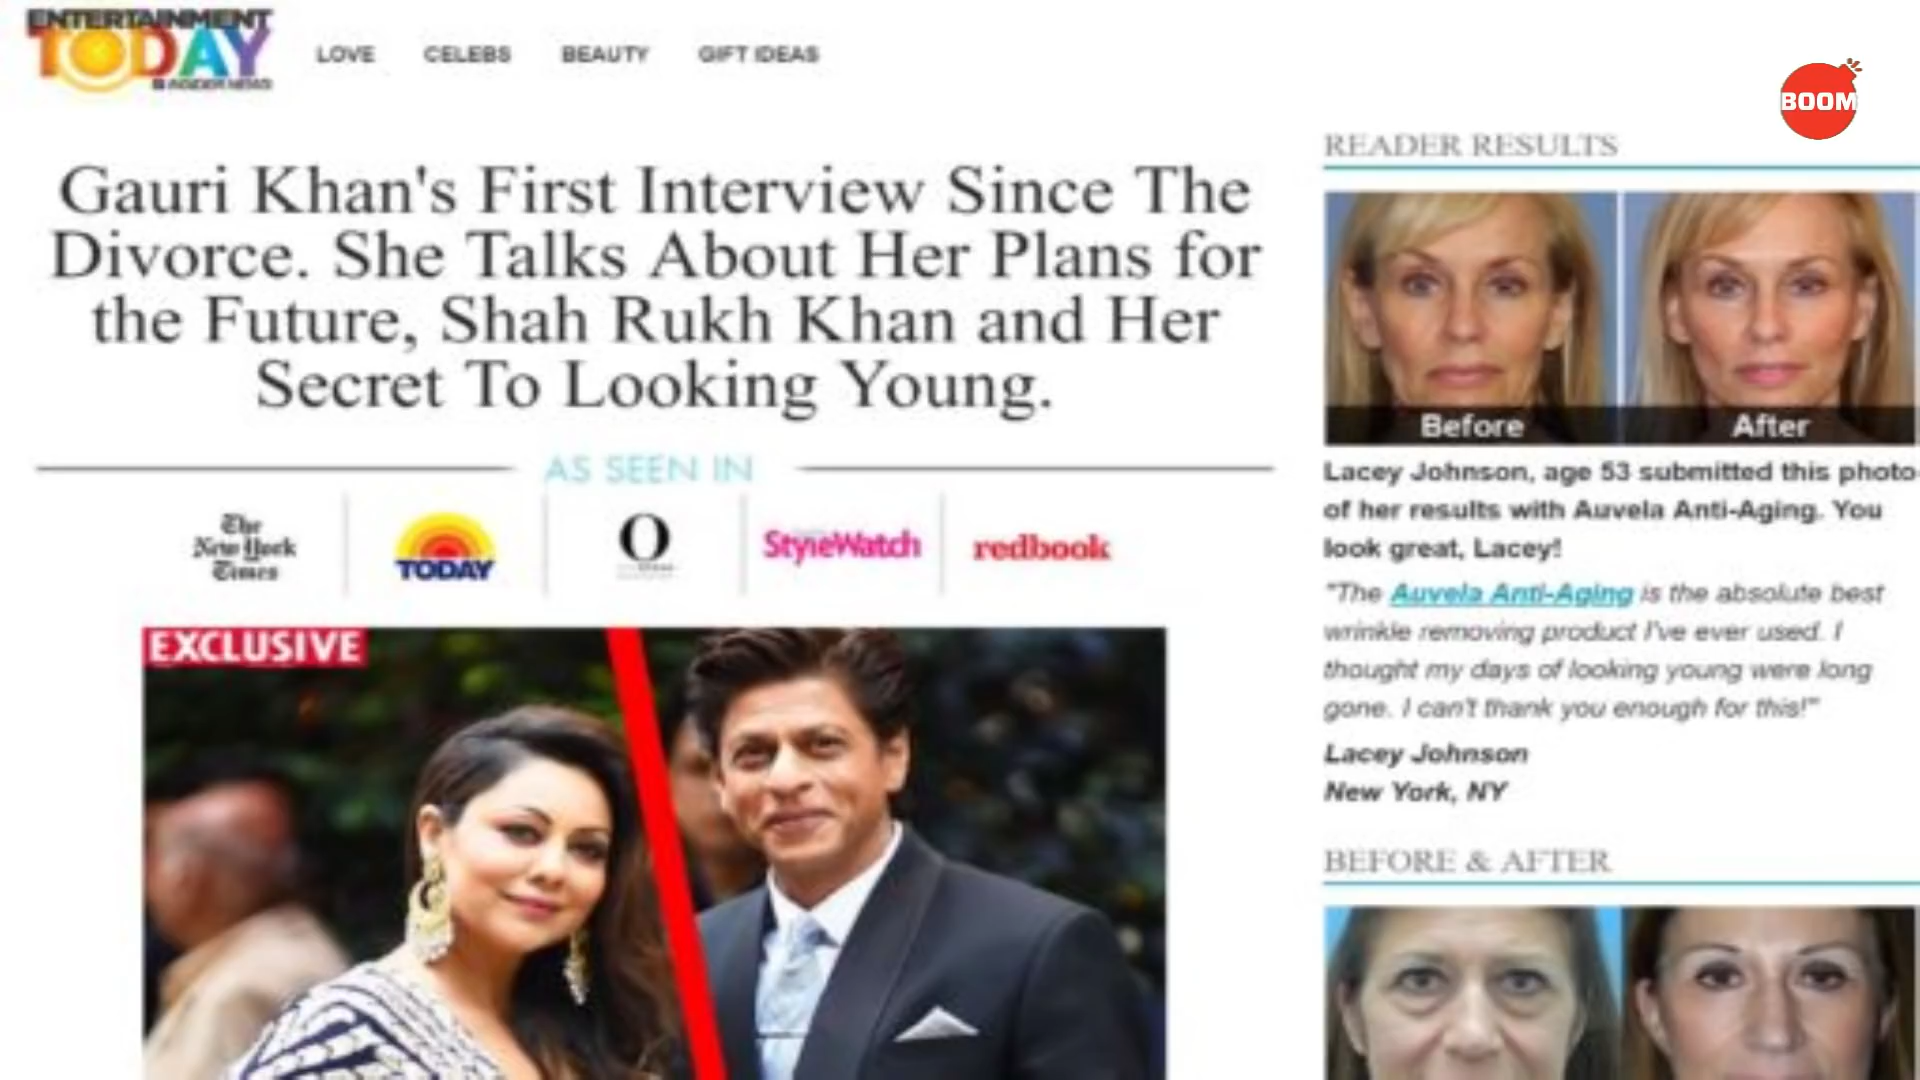 ENTERTAINMENT
TODAY
INSIDER NEWS
LOVE CELEBS BEAUTY GIFT IDEAS
BOOM
Gauri Khan's First Interview Since The
Divorce. She Talks About Her Plans for
the Future, Shah Rukh Khan and Her
Secret To Looking Young.
AS SEEN IN
The
New York
Times
TODAY
O
StyleWatch
redbook
EXCLUSIVE
READER RESULTS
Before After
Lacey Johnson, age 53 submitted this photo
of her results with Auvela Anti-Aging. You
look great, Lacey!
"The Auvela Anti-Aging is the absolute best
wrinkle removing product I've ever used. I
thought my days of looking young were long
gone. I can't thank you enough for this!"
Lacey Johnson
New York, NY
BEFORE & AFTER